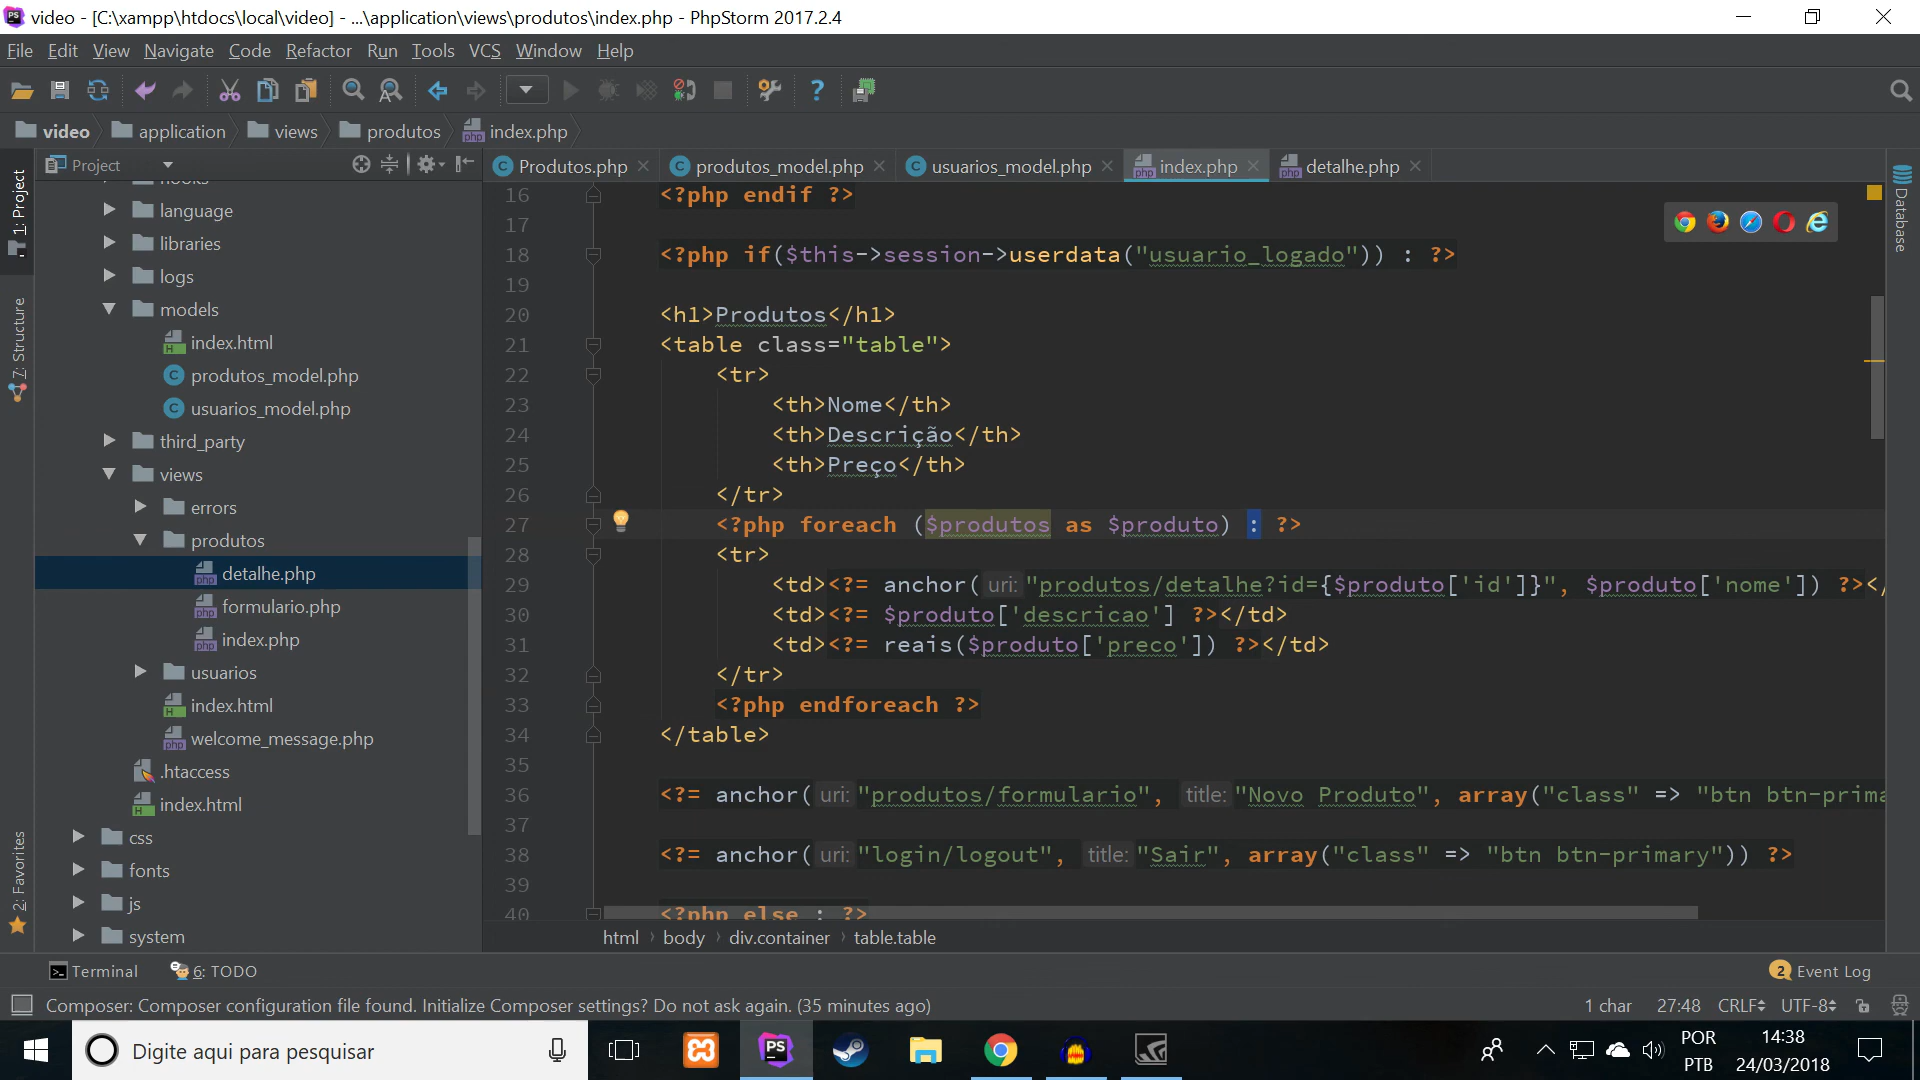 video - [C:\xampp\htdocs\local\video] - ...\application\views\produtos\index.php - PhpStorm 2017.2.4
File Edit View Navigate Code Refactor Run Tools VCS Window Help
video application views produtos index.php
Project
Produtos.php produtos_model.php usuarios_model.php index.php detalhe.php
1: Project
7: Structure
2: Favorites
hooks
language
libraries
logs
models
index.html
produtos_model.php
usuarios_model.php
third_party
views
errors
produtos
detalhe.php
formulario.php
index.php
usuarios
index.html
welcome_message.php
.htaccess
index.html
css
fonts
js
system
16 <?php endif ?>
17
18 <?php if($this->session->userdata("usuario_logado")) : ?>
19
20 <h1>Produtos</h1>
21 <table class="table">
22 <tr>
23 <th>Nome</th>
24 <th>Descrição</th>
25 <th>Preço</th>
26 </tr>
27 <?php foreach ($produtos as $produto) : ?>
28 <tr>
29 <td><?= anchor( uri: "produtos/detalhe?id={$produto['id']}", $produto['nome']) ?></
30 <td><?= $produto['descricao'] ?></td>
31 <td><?= reais($produto['preco']) ?></td>
32 </tr>
33 <?php endforeach ?>
34 </table>
35
36 <?= anchor( uri: "produtos/formulario", title: "Novo Produto", array("class" => "btn btn-prima
37
38 <?= anchor( uri: "login/logout", title: "Sair", array("class" => "btn btn-primary")) ?>
39
40 <?php else : ?>
html body div.container table.table
Database
Terminal 6: TODO 2 Event Log
Composer: Composer configuration file found. Initialize Composer settings? Do not ask again. (35 minutes ago) 1 char 27:48 CRLF UTF-8
Digite aqui para pesquisar
PS
POR
PTB
14:38
24/03/2018